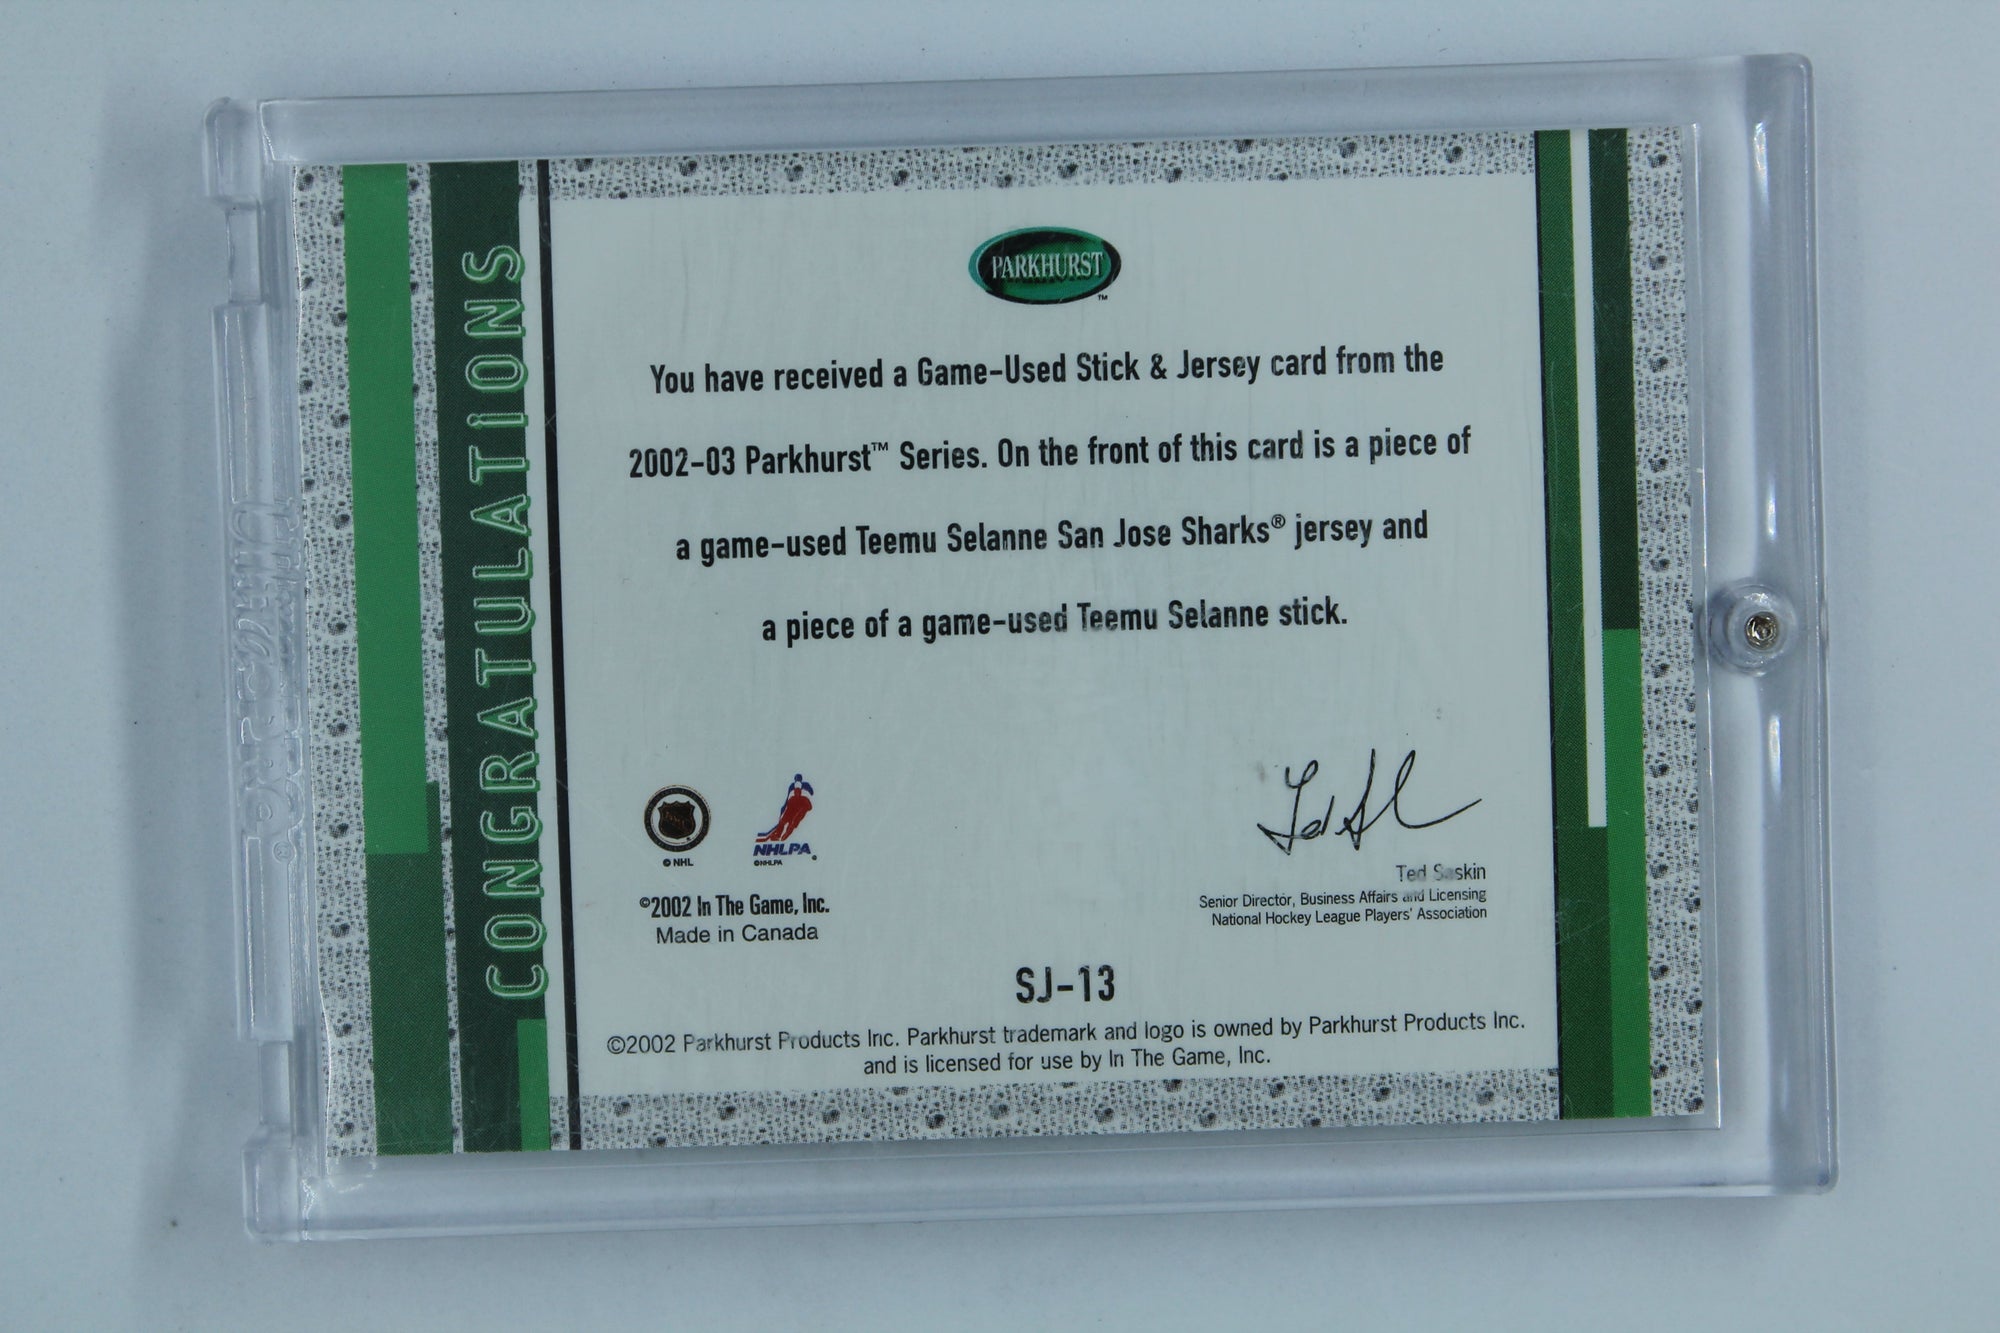 CONGRATULATIONS
PARKHURST™
You have received a Game-Used Stick & Jersey card from the
2002-03 Parkhurst™ Series. On the front of this card is a piece of
a game-used Teemu Selanne San Jose Sharks® jersey and
a piece of a game-used Teemu Selanne stick.
© NHL
NHLPA
©NHLPA
Ted Saskin
Senior Director, Business Affairs and Licensing
National Hockey League Players' Association
©2002 In The Game, Inc.
Made in Canada
SJ-13
©2002 Parkhurst Products Inc. Parkhurst trademark and logo is owned by Parkhurst Products Inc.
and is licensed for use by In The Game, Inc.